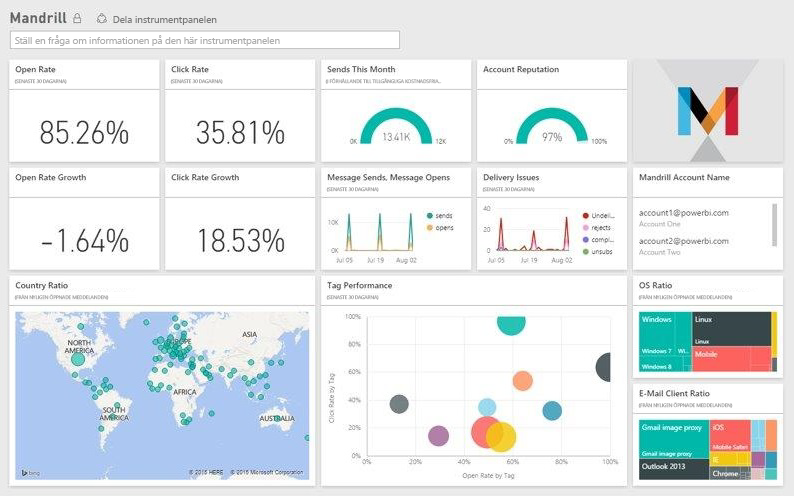 Mandrill Dela instrumentpanelen
Ställ en fråga om informationen på den här instrumentpanelen
Open Rate
(SENASTE 30 DAGARNA)
85.26%
Click Rate
(SENASTE 30 DAGARNA)
35.81%
Sends This Month
(I FÖRHÅLLANDE TILL TILLGÄNGLIGA KOSTNADSFRIA...
0K
13.41K
12K
Account Reputation
0%
97%
100%
Open Rate Growth
-1.64%
Click Rate Growth
18.53%
Message Sends, Message Opens
(SENASTE 30 DAGARNA)
sends
opens
10K
0K
Jul 05 Jul 19 Aug 02
Delivery Issues
(SENASTE 30 DAGARNA)
40
20
0
Jul 05 Jul 19 Aug 02
Undeli...
rejects
compl...
unsubs
Mandrill Account Name
account1@powerbi.com
Account One
account2@powerbi.com
Account Two
Country Ratio
(FRÅN NYLIGEN ÖPPNADE MEDDELANDEN)
NORTH
AMERICA
EUROPE
ASIA
AFRICA
SOUTH
AMERICA
AUSTRALIA
bing
© 2015 HERE © 2015 Microsoft Corporation
Tag Performance
(SENASTE 30 DAGARNA)
Click Rate by Tag
100%
80%
60%
40%
20%
0%
0% 20% 40% 60% 80% 100%
Open Rate by Tag
OS Ratio
(FRÅN NYLIGEN ÖPPNADE MEDDELANDEN)
Windows
Windows 7
Wi...
Windows 8
Linux
Linux
Mobile
E-Mail Client Ratio
(FRÅN NYLIGEN ÖPPNADE MEDDELANDEN)
Gmail image proxy
Gmail image proxy
Outlook 2013
iOS
Mobile Safari
IE
Chrome